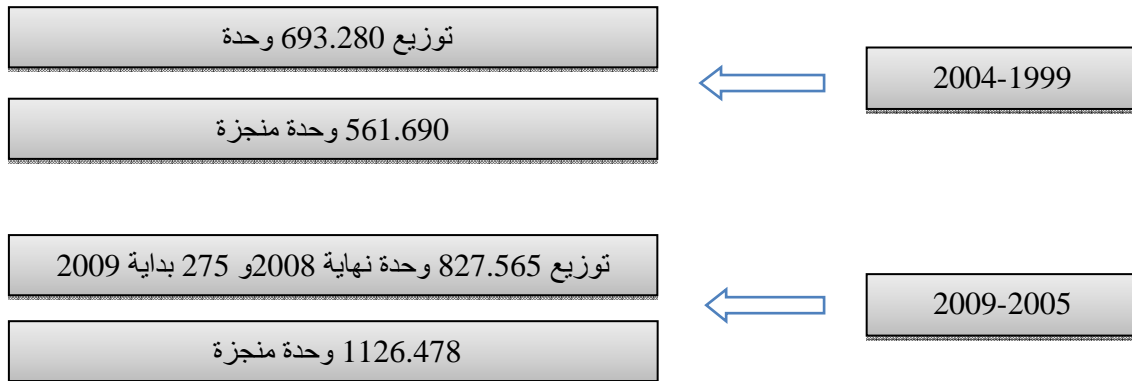 توزيع 693.280 وحدة
2004-1999
561.690 وحدة منجزة
توزيع 827.565 وحدة نهاية 2008و 275 بداية 2009
2009-2005
1126.478 وحدة منجزة